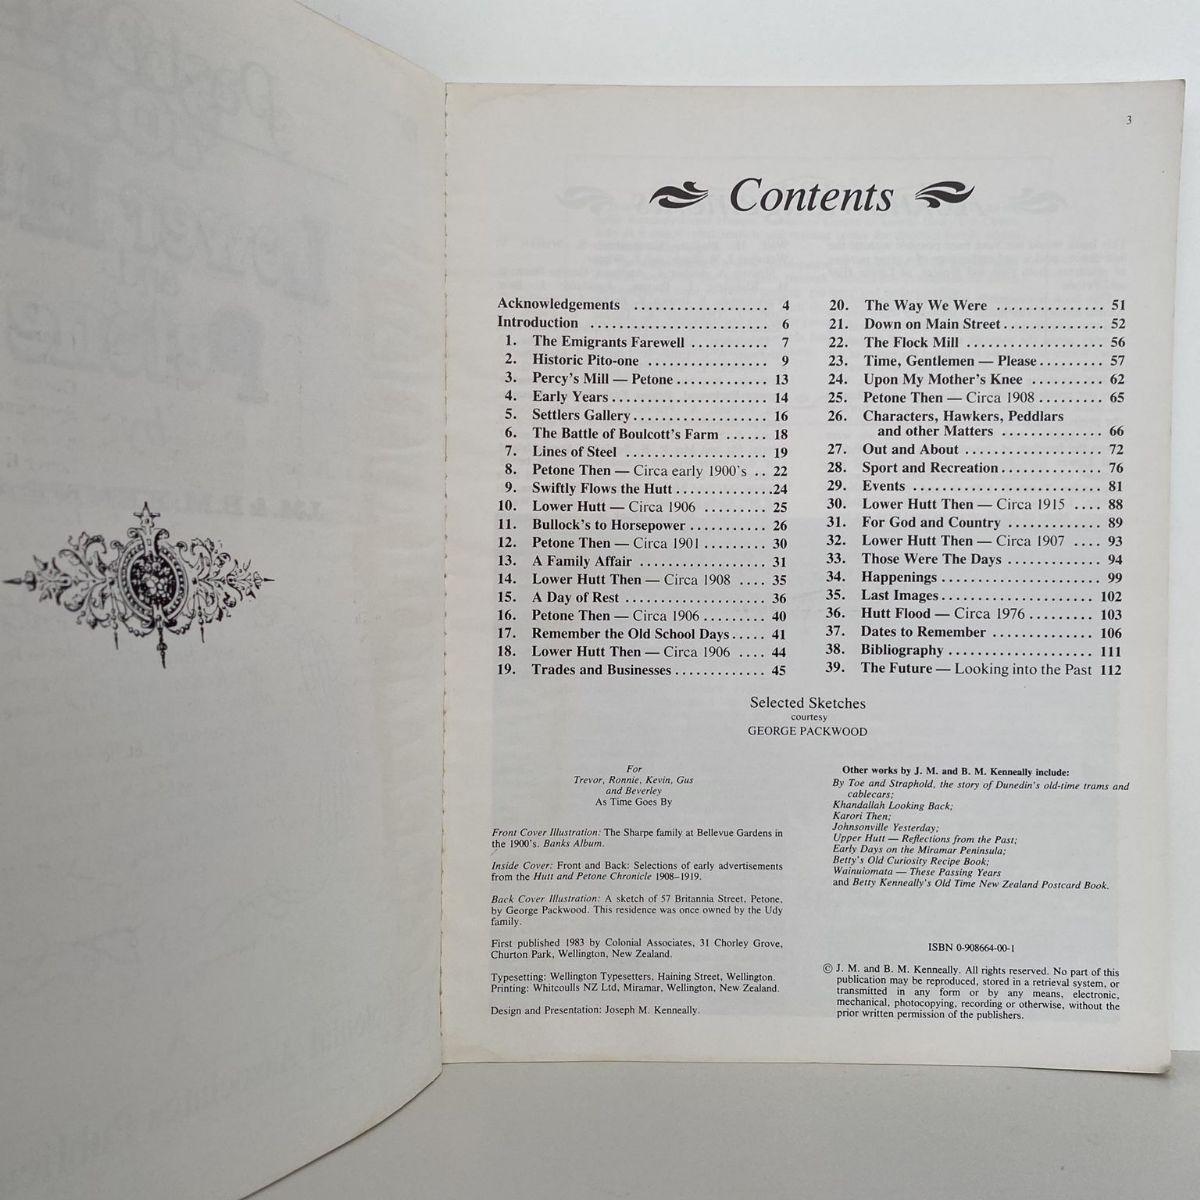 3
Contents
Acknowledgements ................... 4
Introduction ......................... 6
1. The Emigrants Farewell ........... 7
2. Historic Pito-one ................. 9
3. Percy's Mill — Petone ............. 13
4. Early Years ....................... 14
5. Settlers Gallery ................... 16
6. The Battle of Boulcott's Farm ...... 18
7. Lines of Steel .................... 19
8. Petone Then — Circa early 1900's .. 22
9. Swiftly Flows the Hutt ............. 24
10. Lower Hutt — Circa 1906 ......... 25
11. Bullock's to Horsepower ........... 26
12. Petone Then — Circa 1901 ......... 30
13. A Family Affair ................... 31
14. Lower Hutt Then — Circa 1908 .... 35
15. A Day of Rest .................... 36
16. Petone Then — Circa 1906 ......... 40
17. Remember the Old School Days ..... 41
18. Lower Hutt Then — Circa 1906 .... 44
19. Trades and Businesses ............. 45
20. The Way We Were ............... 51
21. Down on Main Street .............. 52
22. The Flock Mill ................... 56
23. Time, Gentlemen — Please ......... 57
24. Upon My Mother's Knee .......... 62
25. Petone Then — Circa 1908 ......... 65
26. Characters, Hawkers, Peddlars
and other Matters .............. 66
27. Out and About .................... 72
28. Sport and Recreation .............. 76
29. Events ........................... 81
30. Lower Hutt Then — Circa 1915 .... 88
31. For God and Country ............. 89
32. Lower Hutt Then — Circa 1907 .... 93
33. Those Were The Days ............. 94
34. Happenings ....................... 99
35. Last Images ...................... 102
36. Hutt Flood — Circa 1976 ......... 103
37. Dates to Remember .............. 106
38. Bibliography ..................... 111
39. The Future — Looking into the Past 112
Selected Sketches
courtesy
GEORGE PACKWOOD
For
Trevor, Ronnie, Kevin, Gus
and Beverley
As Time Goes By
Front Cover Illustration: The Sharpe family at Bellevue Gardens in
the 1900's. Banks Album.
Inside Cover: Front and Back: Selections of early advertisements
from the Hutt and Petone Chronicle 1908-1919.
Back Cover Illustration: A sketch of 57 Britannia Street, Petone,
by George Packwood. This residence was once owned by the Udy
family.
First published 1983 by Colonial Associates, 31 Chorley Grove,
Churton Park, Wellington, New Zealand.
Typesetting: Wellington Typesetters, Haining Street, Wellington.
Printing: Whitcoulls NZ Ltd, Miramar, Wellington, New Zealand.
Design and Presentation: Joseph M. Kenneally.
Other works by J. M. and B. M. Kenneally include:
By Toe and Straphold, the story of Dunedin's old-time trams and
cablecars;
Khandallah Looking Back;
Karori Then;
Johnsonville Yesterday;
Upper Hutt — Reflections from the Past;
Early Days on the Miramar Peninsula;
Betty's Old Curiosity Recipe Book;
Wainuiomata — These Passing Years
and Betty Kenneally's Old Time New Zealand Postcard Book.
ISBN 0-908664-00-1
© J. M. and B. M. Kenneally. All rights reserved. No part of this
publication may be reproduced, stored in a retrieval system, or
transmitted in any form or by any means, electronic,
mechanical, photocopying, recording or otherwise, without the
prior written permission of the publishers.